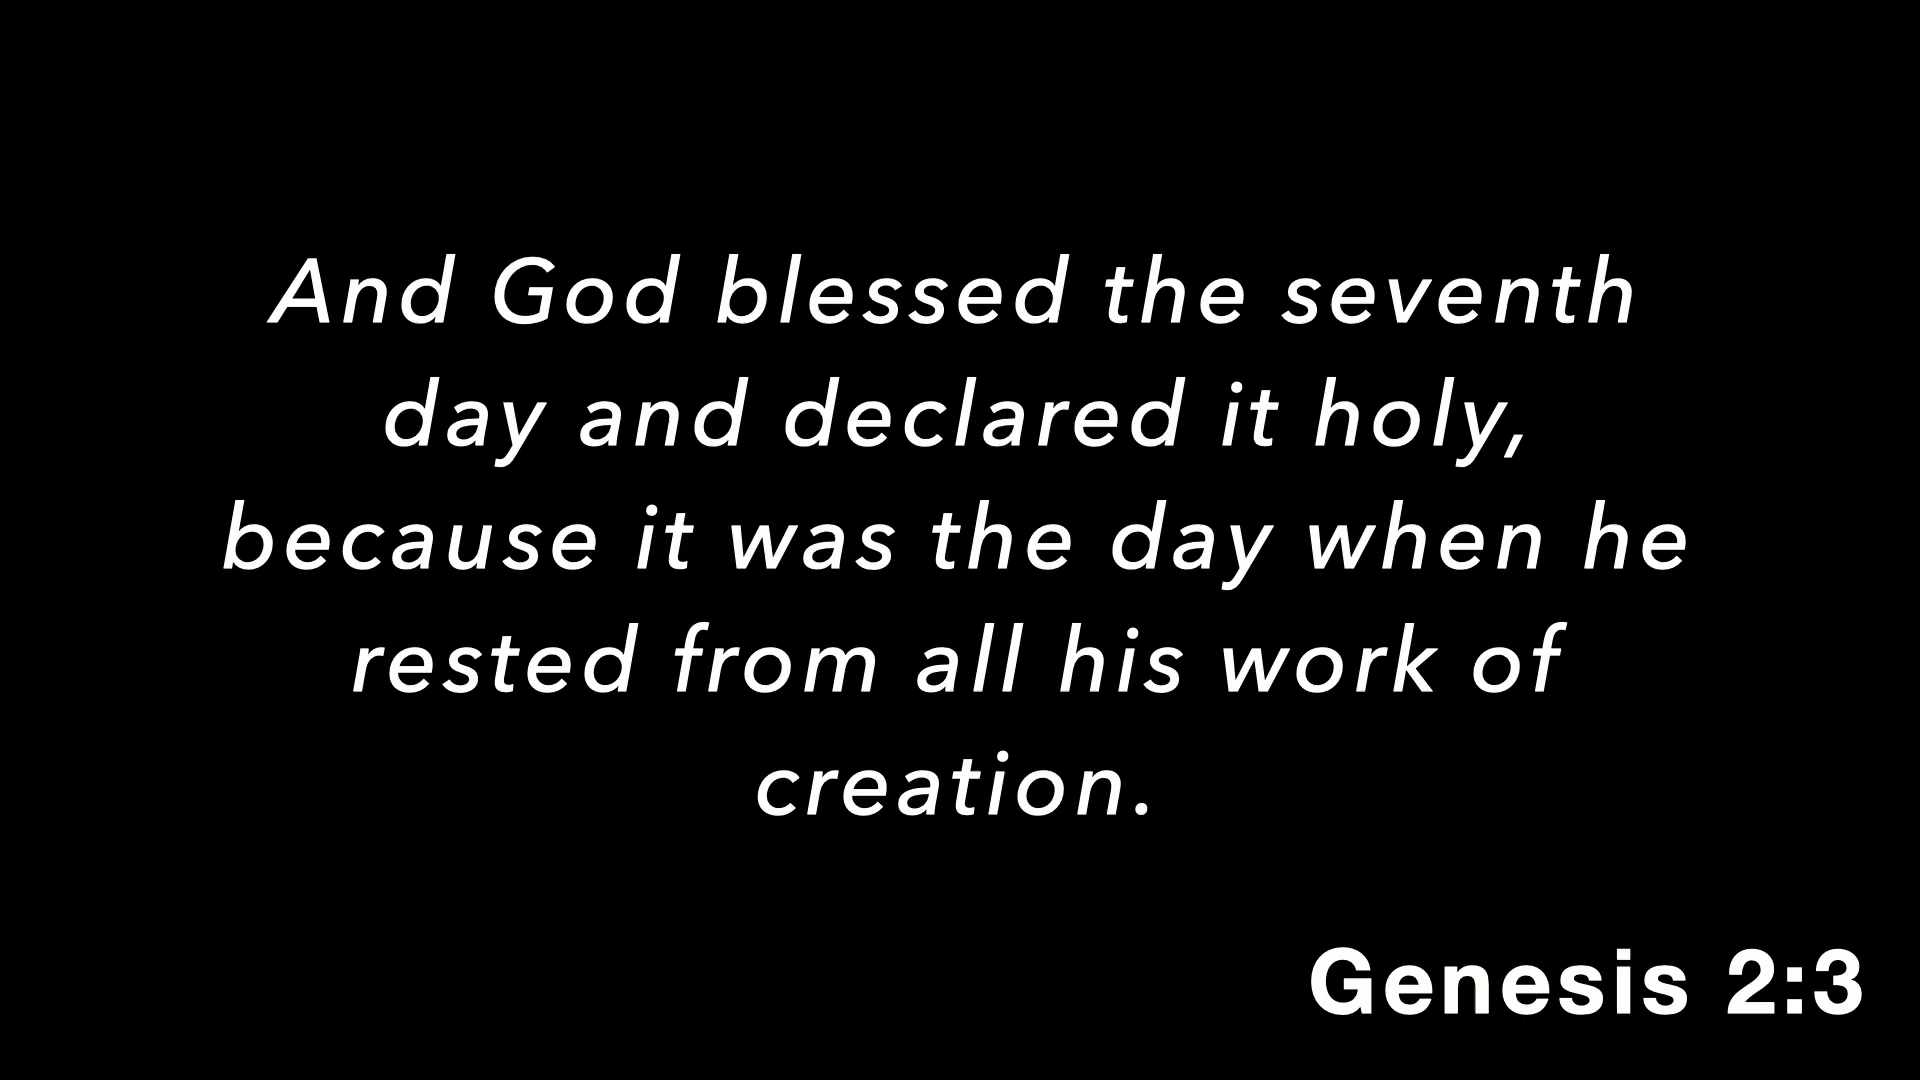 And God blessed the seventh
day and declared it holy,
because it was the day when he
rested from all his work of
creation.
Genesis 2:3